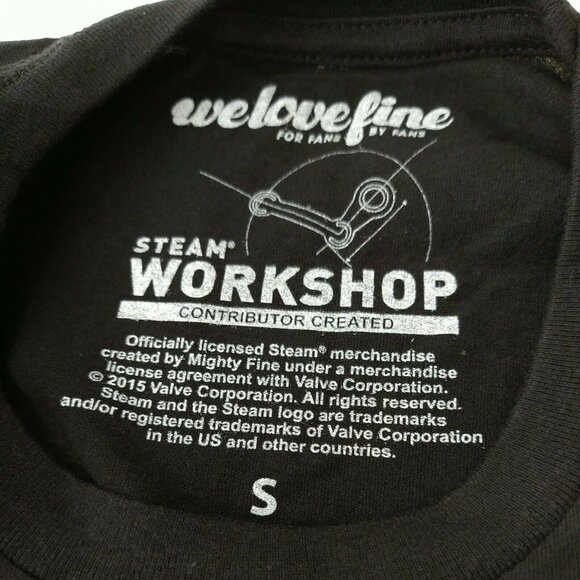 welovefine
FOR FANS BY FANS
STEAM®
WORKSHOP
CONTRIBUTOR CREATED
Officially licensed Steam® merchandise
created by Mighty Fine under a merchandise
license agreement with Valve Corporation.
© 2015 Valve Corporation. All rights reserved.
Steam and the Steam logo are trademarks
and/or registered trademarks of Valve Corporation
in the US and other countries.
S